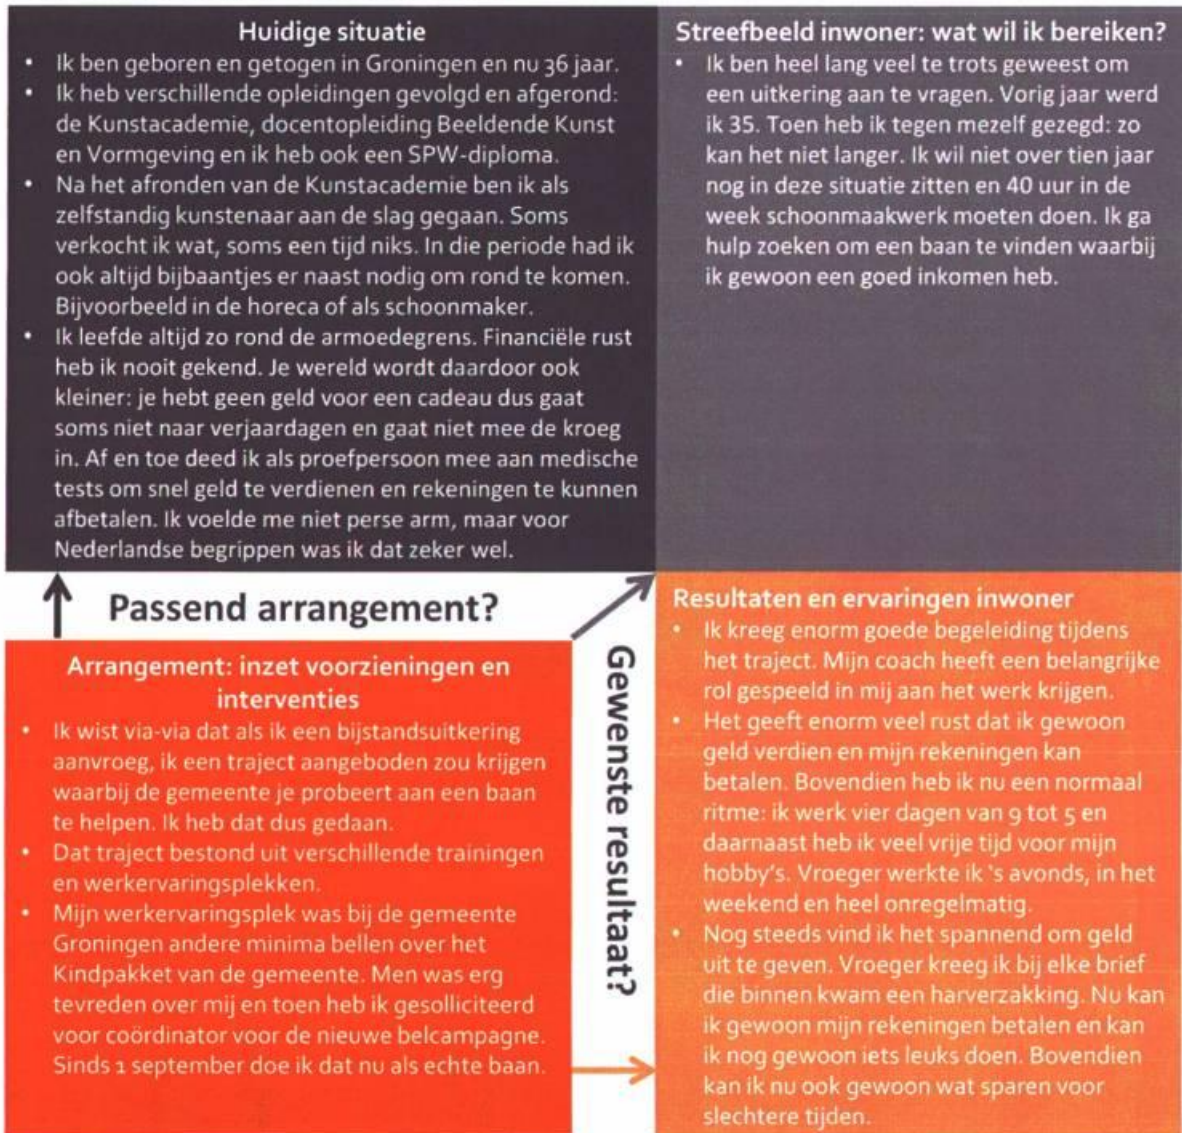 Huidige situatie
• Ik ben geboren en getogen in Groningen en nu 36 jaar.
• Ik heb verschillende opleidingen gevolgd en afgerond:
de Kunstacademie, docentopleiding Beeldende Kunst
en Vormgeving en ik heb ook een SPW-diploma.
• Na het afronden van de Kunstacademie ben ik als
zelfstandig kunstenaar aan de slag gegaan. Soms
verkocht ik wat, soms een tijd niks. In die periode had ik
ook altijd bijbaantjes er naast nodig om rond te komen.
Bijvoorbeeld in de horeca of als schoonmaker.
• Ik leefde altijd zo rond de armoedegrens. Financiële rust
heb ik nooit gekend. Je wereld wordt daardoor ook
kleiner: je hebt geen geld voor een cadeau dus gaat
soms niet naar verjaardagen en gaat niet mee de kroeg
in. Af en toe deed ik als proefpersoon mee aan medische
tests om snel geld te verdienen en rekeningen te kunnen
afbetalen. Ik voelde me niet perse arm, maar voor
Nederlandse begrippen was ik dat zeker wel.
Streefbeeld inwoner: wat wil ik bereiken?
• Ik ben heel lang veel te trots geweest om
een uitkering aan te vragen. Vorig jaar werd
ik 35. Toen heb ik tegen mezelf gezegd: zo
kan het niet langer. Ik wil niet over tien jaar
nog in deze situatie zitten en 40 uur in de
week schoonmaakwerk moeten doen. Ik ga
hulp zoeken om een baan te vinden waarbij
ik gewoon een goed inkomen heb.
Passend arrangement?
Arrangement: inzet voorzieningen en
interventies
• Ik wist via-via dat als ik een bijstandsuitkering
aanvroeg, ik een traject aangeboden zou krijgen
waarbij de gemeente je probeert aan een baan
te helpen. Ik heb dat dus gedaan.
• Dat traject bestond uit verschillende trainingen
en werkervaringsplekken.
• Mijn werkervaringsplek was bij de gemeente
Groningen andere minima bellen over het
Kindpakket van de gemeente. Men was erg
tevreden over mij en toen heb ik gesolliciteerd
voor coördinator voor de nieuwe belcampagne.
Sinds 1 september doe ik dat nu als echte baan.
Gewenste resultaat?
Resultaten en ervaringen inwoner
• Ik kreeg enorm goede begeleiding tijdens
het traject. Mijn coach heeft een belangrijke
rol gespeeld in mij aan het werk krijgen.
• Het geeft enorm veel rust dat ik gewoon
geld verdien en mijn rekeningen kan
betalen. Bovendien heb ik nu een normaal
ritme: ik werk vier dagen van 9 tot 5 en
daarnaast heb ik veel vrije tijd voor mijn
hobby's. Vroeger werkte ik 's avonds, in het
weekend en heel onregelmatig.
• Nog steeds vind ik het spannend om geld
uit te geven. Vroeger kreeg ik bij elke brief
die binnen kwam een harverzakking. Nu kan
ik gewoon mijn rekeningen betalen en kan
ik nog gewoon iets leuks doen. Bovendien
kan ik nu ook gewoon wat sparen voor
slechtere tijden.